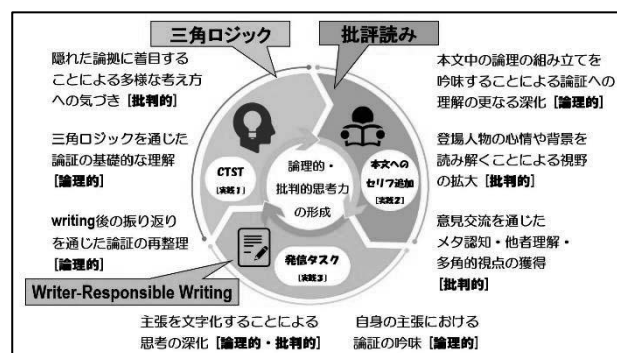 三角ロジック
批評読み
隠れた論拠に着目する
ことによる多様な考え方
への気づき【批判的】
三角ロジックを通じた
論証の基礎的な理解
【論理的】
writing後の振り返り
を通じた論証の再整理
【論理的】
Writer-Responsible Writing
CTST
【実践1】
論理的・
批判的思考力
の形成
本文への
セリフ追加
【実践2】
発信タスク
【実践3】
本文中の論理の組み立てを
吟味することによる論証への
理解の更なる深化【論理的】
登場人物の心情や背景を
読み解くことによる視野
の拡大【批判的】
意見交流を通じた
メタ認知・他者理解・
多角的視点の獲得
【批判的】
主張を文字化することによる
思考の深化【論理的・批判的】
自身の主張における
論証の吟味【論理的】